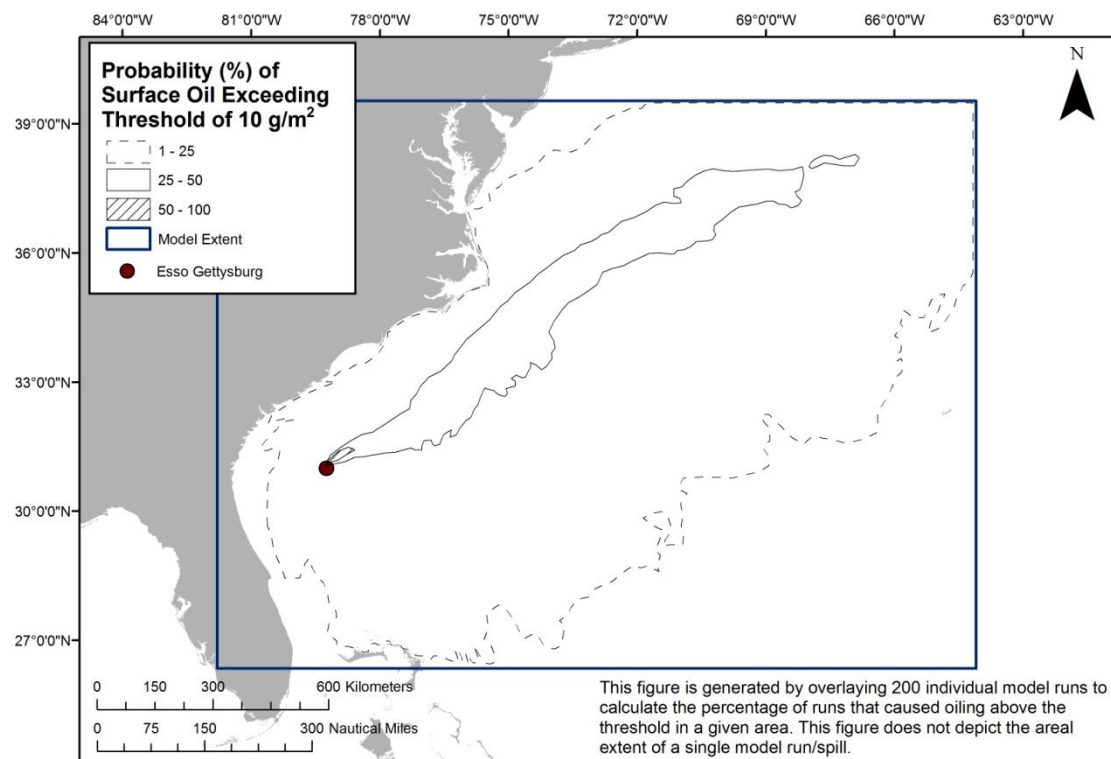 84°0'0"W 81°0'0"W 78°0'0"W 75°0'0"W 72°0'0"W 69°0'0"W 66°0'0"W 63°0'0"W
Probability (%) of
Surface Oil Exceeding
Threshold of 10 g/m²
1 - 25
25 - 50
50 - 100
Model Extent
Esso Gettysburg
N
39°0'0"N
36°0'0"N
33°0'0"N
30°0'0"N
27°0'0"N
0 150 300 600 Kilometers
0 75 150 300 Nautical Miles
This figure is generated by overlaying 200 individual model runs to
calculate the percentage of runs that caused oiling above the
threshold in a given area. This figure does not depict the areal
extent of a single model run/spill.